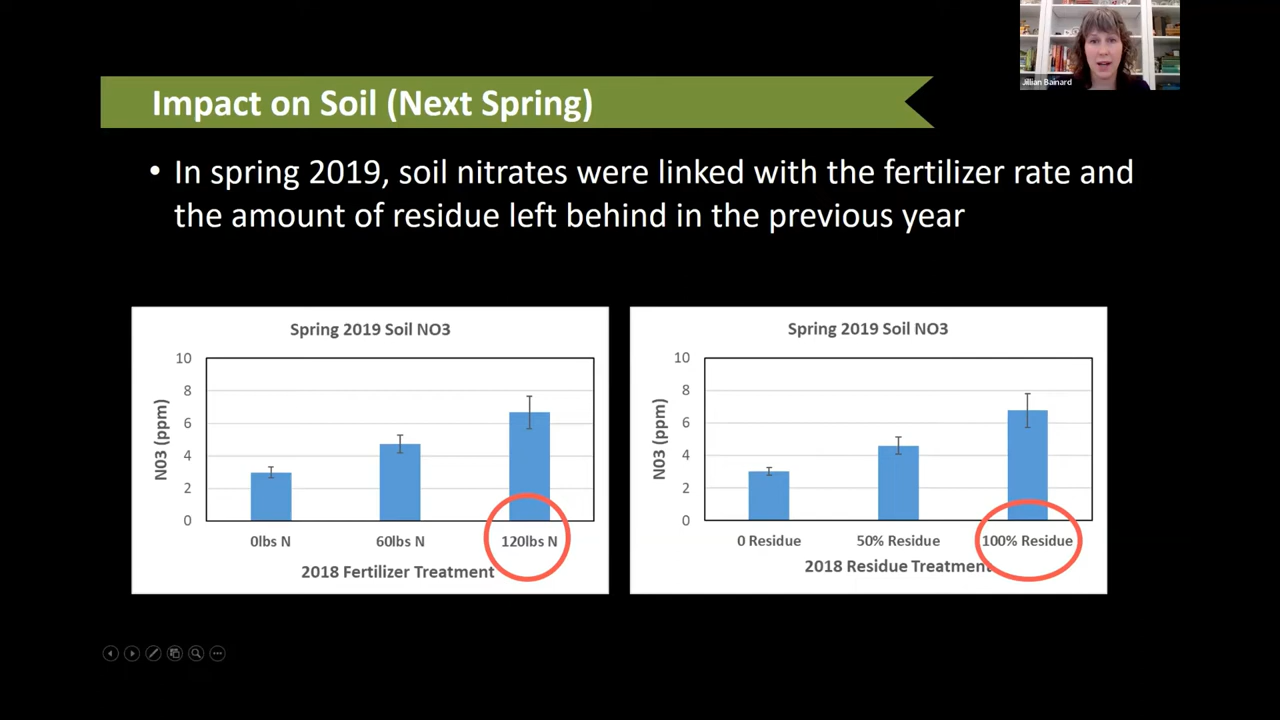 Jillian Bainard
Impact on Soil (Next Spring)
• In spring 2019, soil nitrates were linked with the fertilizer rate and
the amount of residue left behind in the previous year
Spring 2019 Soil NO3
10
8
6
4
2
0
N03 (ppm)
0lbs N
60lbs N
120lbs N
2018 Fertilizer Treatment
Spring 2019 Soil NO3
10
8
6
4
2
0
N03 (ppm)
0 Residue
50% Residue
100% Residue
2018 Residue Treatment